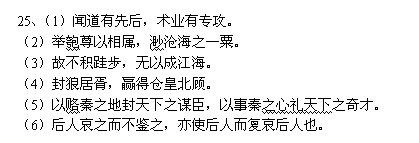 25、（1）闻道有先后，术业有专攻。
（2）举匏尊以相属，渺沧海之一粟。
（3）故不积跬步，无以成江海。
（4）封狼居胥，赢得仓皇北顾。
（5）以赂秦之地封天下之谋臣，以事秦之心礼天下之奇才。
（6）后人哀之而不鉴之，亦使后人而复哀后人也。